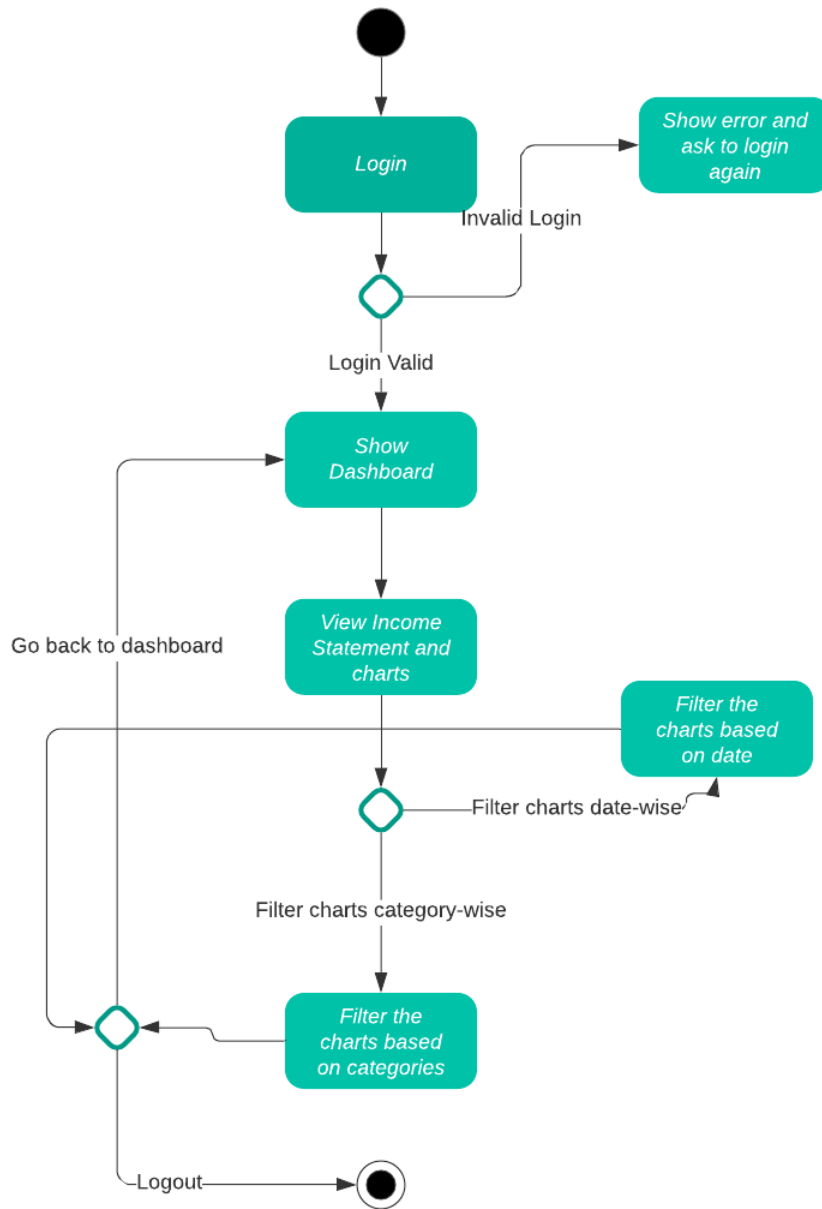 Login
Show error and
ask to login
again
Invalid Login
Login Valid
Show
Dashboard
View Income
Statement and
charts
Go back to dashboard
Filter the
charts based
on date
Filter charts date-wise
Filter charts category-wise
Filter the
charts based
on categories
Logout